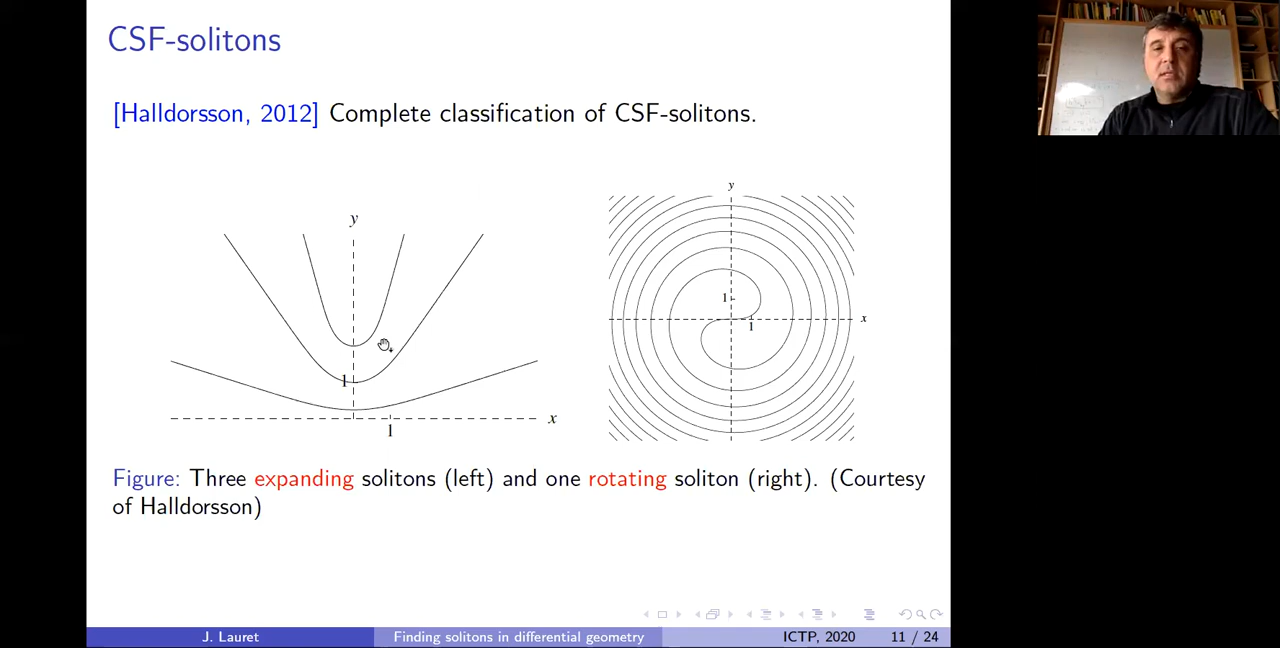 CSF-solitons
[Halldorsson, 2012] Complete classification of CSF-solitons.
y
1
x
1
y
1
x
1
Figure: Three expanding solitons (left) and one rotating soliton (right). (Courtesy
of Halldorsson)
J. Lauret
Finding solitons in differential geometry
ICTP, 2020
11 / 24